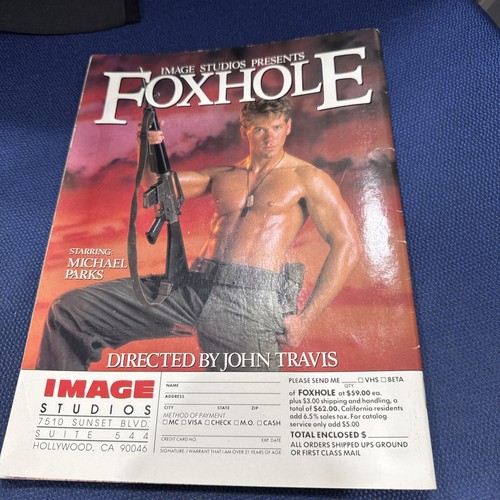 IMAGE STUDIOS PRESENTS
FOXHOLE
STARRING:
MICHAEL
PARKS
DIRECTED BY JOHN TRAVIS
IMAGE
STUDIOS
7510 SUNSET BLVD.
SUITE 544
HOLLYWOOD, CA 90046
NAME
ADDRESS
CITY STATE ZIP
METHOD OF PAYMENT
☐ MC ☐ VISA ☐ CHECK ☐ M.O. ☐ CASH
CREDIT CARD NO. EXP. DATE
SIGNATURE / I WARRANT THAT I AM OVER 21 YEARS OF AGE
PLEASE SEND ME ___ ☐ VHS ☐ BETA
QTY.
of FOXHOLE at $59.00 ea.
plus $3.00 shipping and handling, a
total of $62.00. California residents
add 6.5% sales tax. For catalog
service only add $5.00
TOTAL ENCLOSED $
ALL ORDERS SHIPPED UPS GROUND
OR FIRST CLASS MAIL